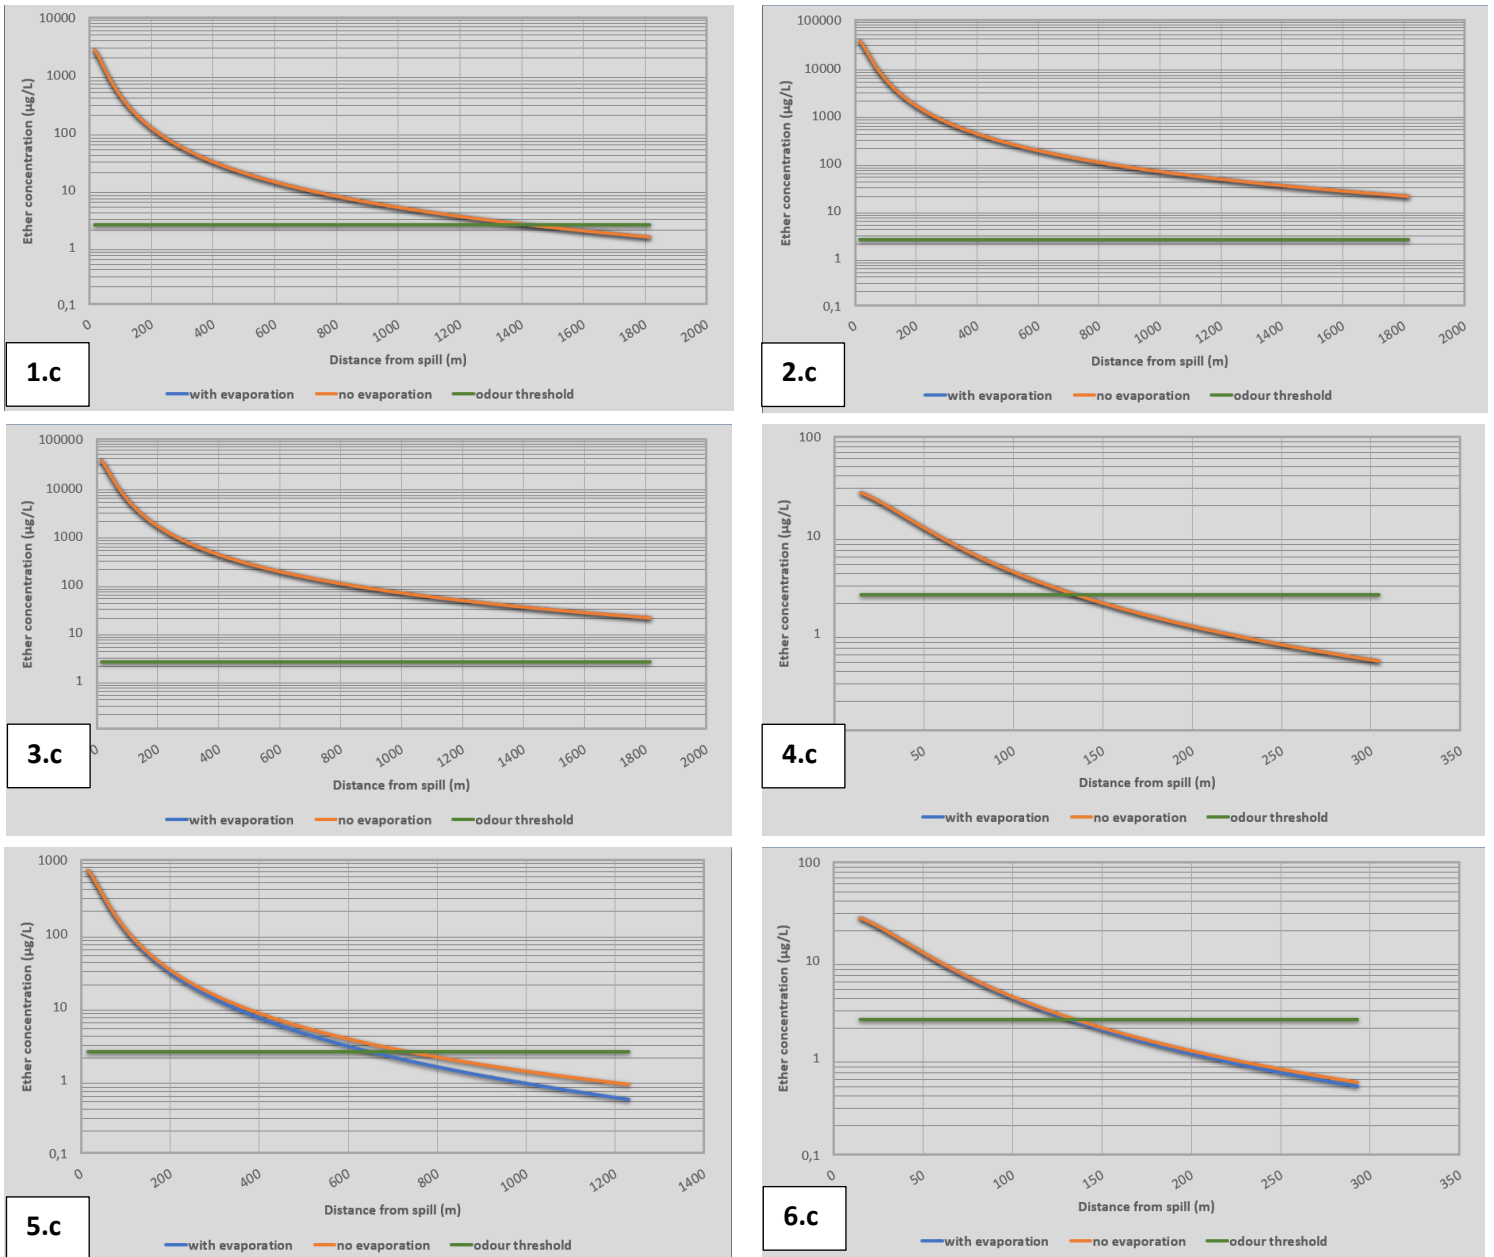 10000
1000
100
10
1
0,1
Ether concentration (µg/L)
0 200 400 600 800 1000 1200 1400 1600 1800 2000
Distance from spill (m)
1.c
with evaporation no evaporation odour threshold
100000
10000
1000
100
10
1
0,1
Ether concentration (µg/L)
0 200 400 600 800 1000 1200 1400 1600 1800 2000
Distance from spill (m)
2.c
with evaporation no evaporation odour threshold
100000
10000
1000
100
10
1
Ether concentration (µg/L)
0 200 400 600 800 1000 1200 1400 1600 1800 2000
3.c
Distance from spill (m)
with evaporation no evaporation odour threshold
100
10
1
Ether concentration (µg/L)
50 100 150 200 250 300 350
4.c
Distance from spill (m)
with evaporation no evaporation odour threshold
1000
100
10
1
0,1
Ether concentration (µg/L)
0 200 400 600 800 1000 1200 1400
Distance from spill (m)
5.c
with evaporation no evaporation odour threshold
100
10
1
0,1
Ether concentration (µg/L)
0 50 100 150 200 250 300 350
Distance from spill (m)
6.c
with evaporation no evaporation odour threshold